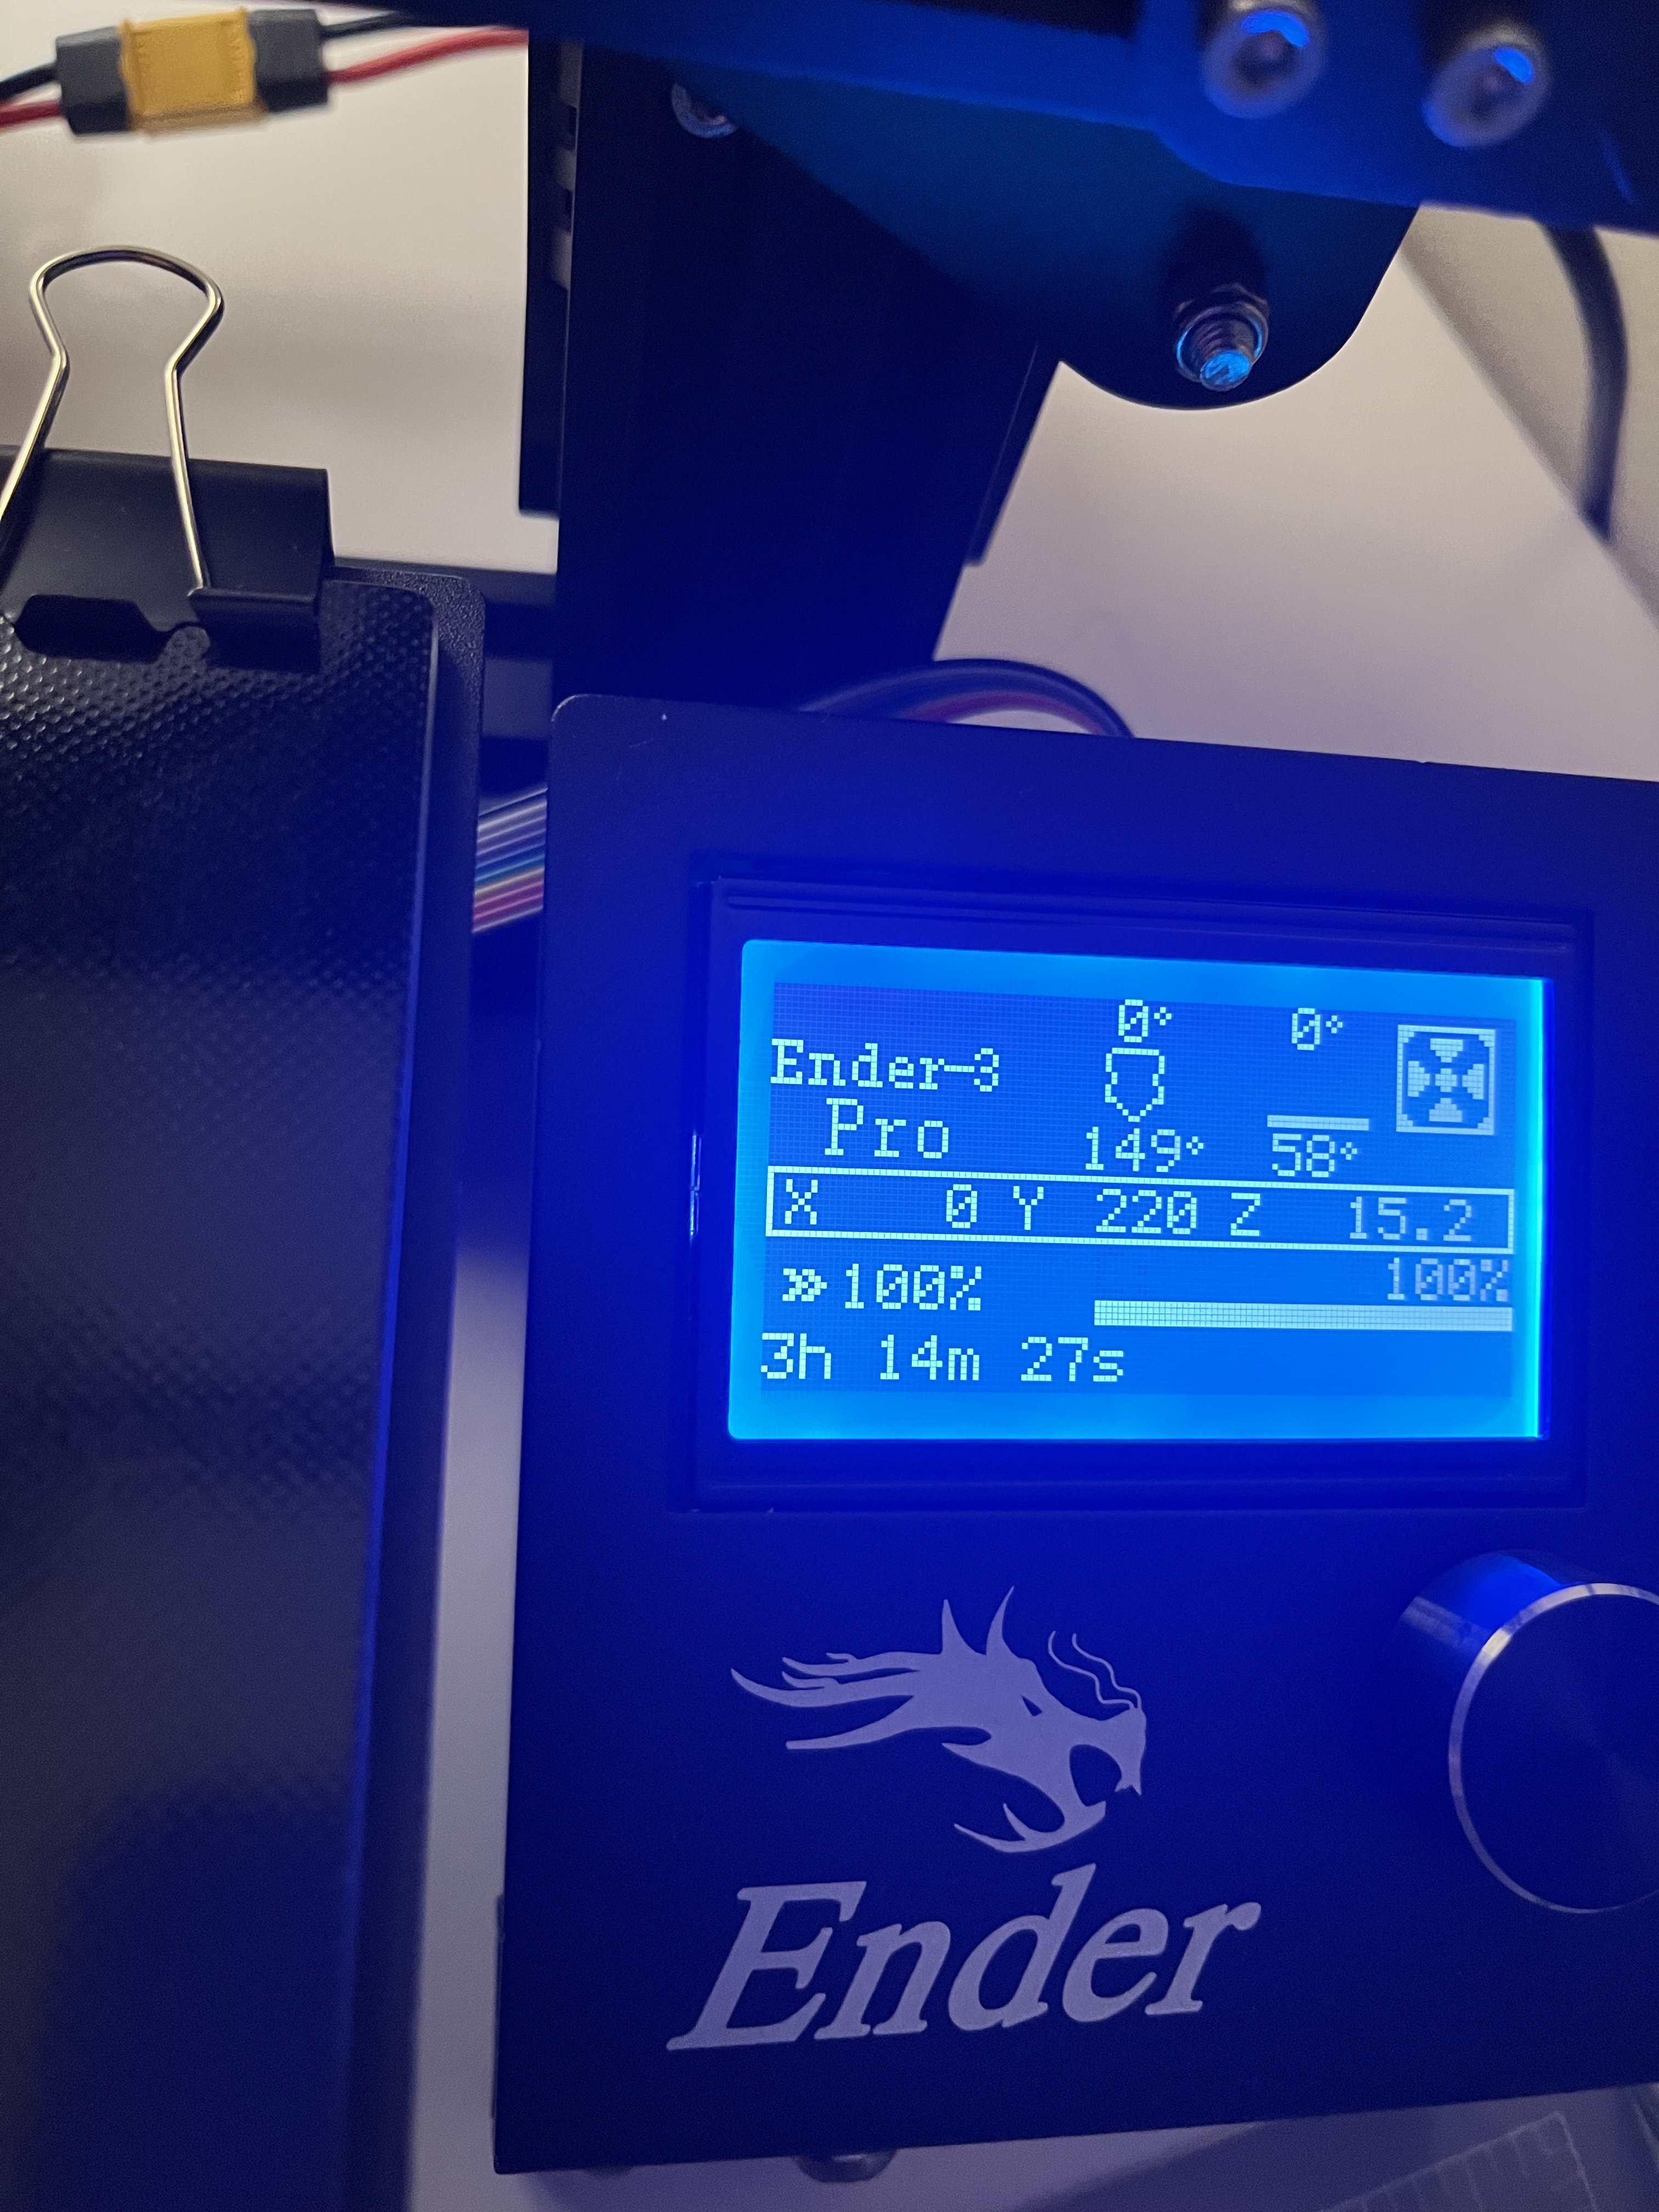 0° 0°
Ender-3
Pro
149° 58°
X 0 Y 220 Z 15.2
»100% 100%
3h 14m 27s
Ender